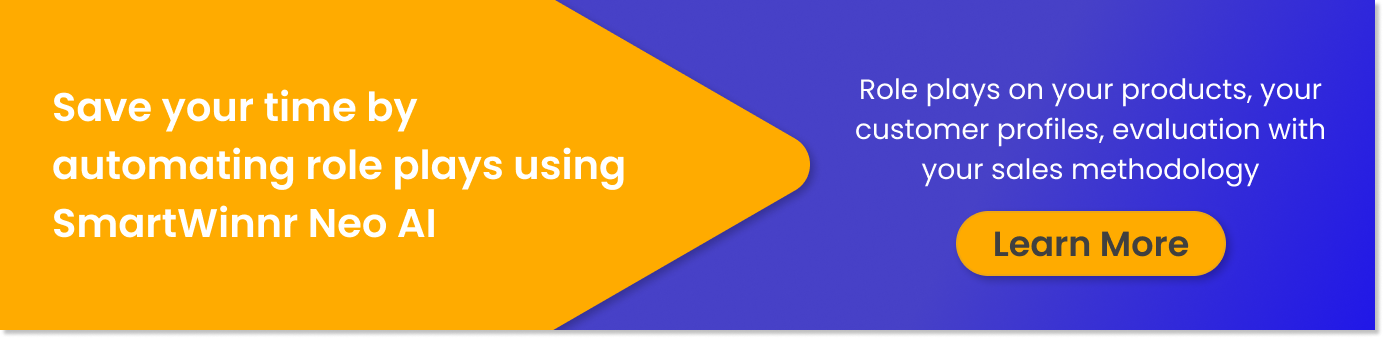 Save your time by
automating role plays using
SmartWinnr Neo AI
Role plays on your products, your
customer profiles, evaluation with
your sales methodology
Learn More